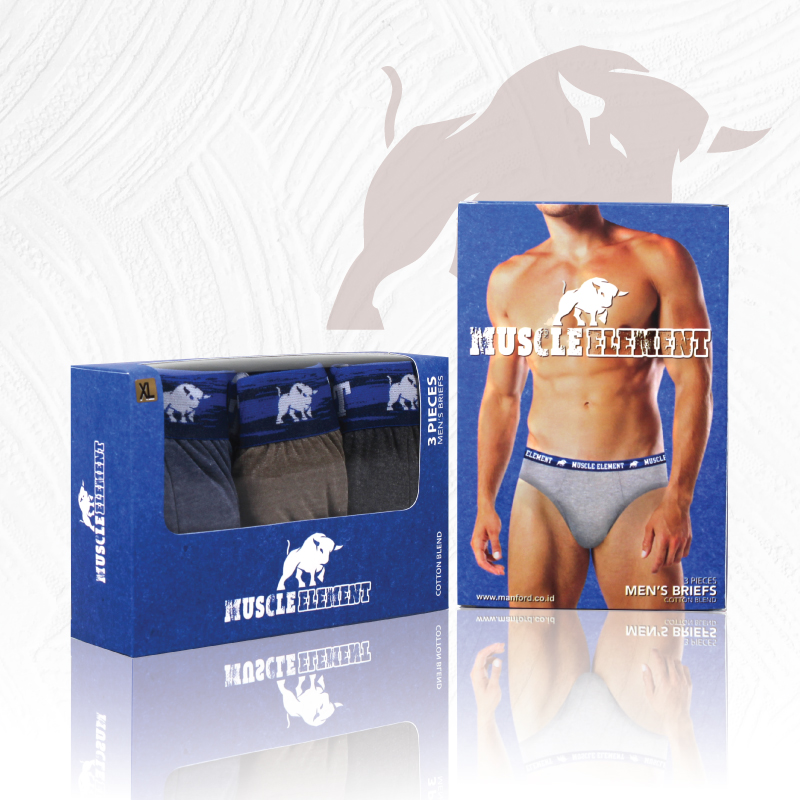 MUSCLE ELEMENT
ELEMENT MUSCLE ELEMENT MUSCLE
www.manford.co.id
3 PIECES
MEN'S BRIEFS
COTTON BLEND
XL
T
3 PIECES
MEN'S BRIEFS
COTTON BLEND
MUSCLE ELEMENT
MUSCLE ELEMENT